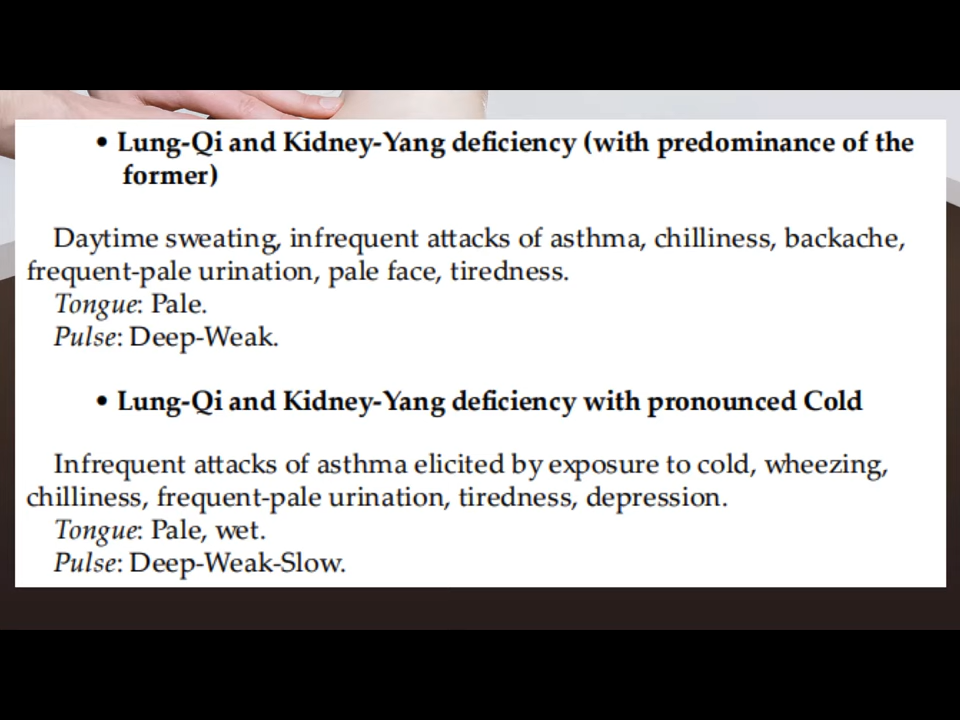 • Lung-Qi and Kidney-Yang deficiency (with predominance of the
former)
Daytime sweating, infrequent attacks of asthma, chilliness, backache,
frequent-pale urination, pale face, tiredness.
Tongue: Pale.
Pulse: Deep-Weak.
• Lung-Qi and Kidney-Yang deficiency with pronounced Cold
Infrequent attacks of asthma elicited by exposure to cold, wheezing,
chilliness, frequent-pale urination, tiredness, depression.
Tongue: Pale, wet.
Pulse: Deep-Weak-Slow.